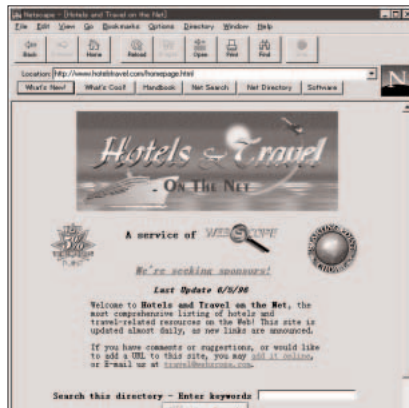 Netscape - [Hotels and Travel on the Net]
File Edit View Go Bookmarks Options Directory Window Help
Back Home Reload Open Print Find
Location: http://www.hotelstravel.com/homepage.html
What's New! What's Cool! Handbook Net Search Net Directory Software
N
Hotels & Travel
- ON THE NET
A service of WEBSCOPE
We're seeking sponsors!
Last Update 6/5/96
Welcome to Hotels and Travel on the Net, the
most comprehensive listing of hotels and
travel-related resources on the Web! This site is
updated almost daily, as new links are announced.
If you have comments or suggestions, or would like
to add a URL to this site, you may add it online,
or E-mail us at travel@webscope.com.
Search this directory - Enter keywords